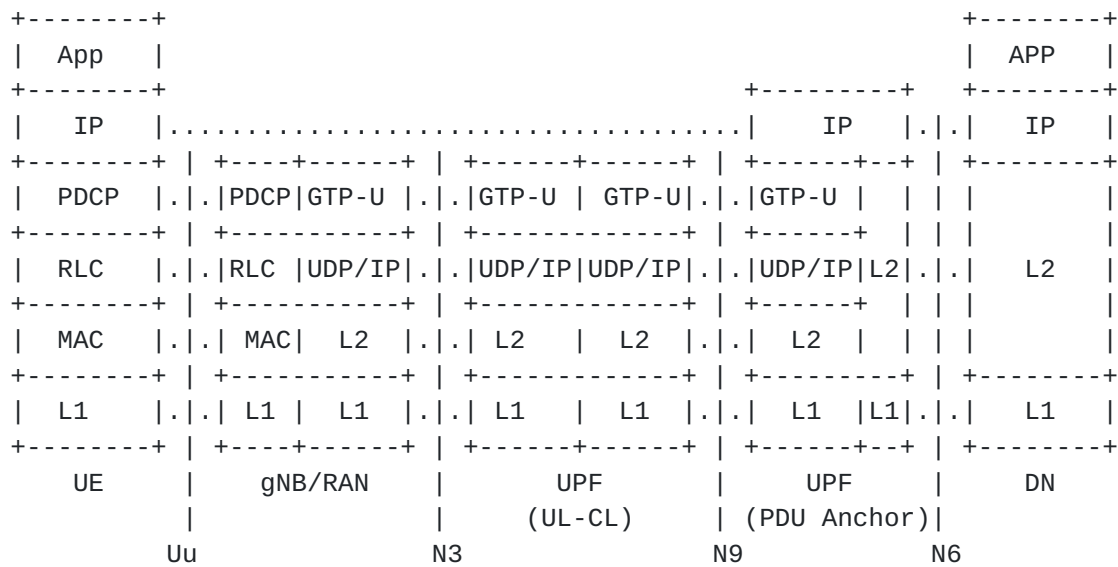 +--------+                                                     +--------+
|  App   |                                                     |  APP   |
+--------+                                      +---------+    +--------+
|   IP   |......................................|    IP   |.|.|   IP   |
+--------+ | +----+------+ | +------+------+ | +------+--+ | +--------+
|  PDCP  |.|.|PDCP|GTP-U |.|.|GTP-U | GTP-U|.|.|GTP-U |  | | |        |
+--------+ | +-----------+ | +-------------+ | +------+  | | |        |
|  RLC   |.|.|RLC |UDP/IP|.|.|UDP/IP|UDP/IP|.|.|UDP/IP|L2|.|.|   L2   |
+--------+ | +-----------+ | +-------------+ | +------+  | | |        |
|  MAC   |.|.| MAC|  L2  |.|.| L2   |  L2  |.|.|  L2  |  | | |        |
+--------+ | +-----------+ | +-------------+ | +---------+ | +--------+
|  L1    |.|.| L1 |  L1  |.|.| L1   |  L1  |.|.|  L1  |L1|.|.|   L1   |
+--------+ | +----+------+ | +------+------+ | +------+--+ | +--------+
    UE     |    gNB/RAN    |       UPF       |     UPF     |     DN
           |               |     (UL-CL)     | (PDU Anchor)|
          Uu              N3                N9            N6